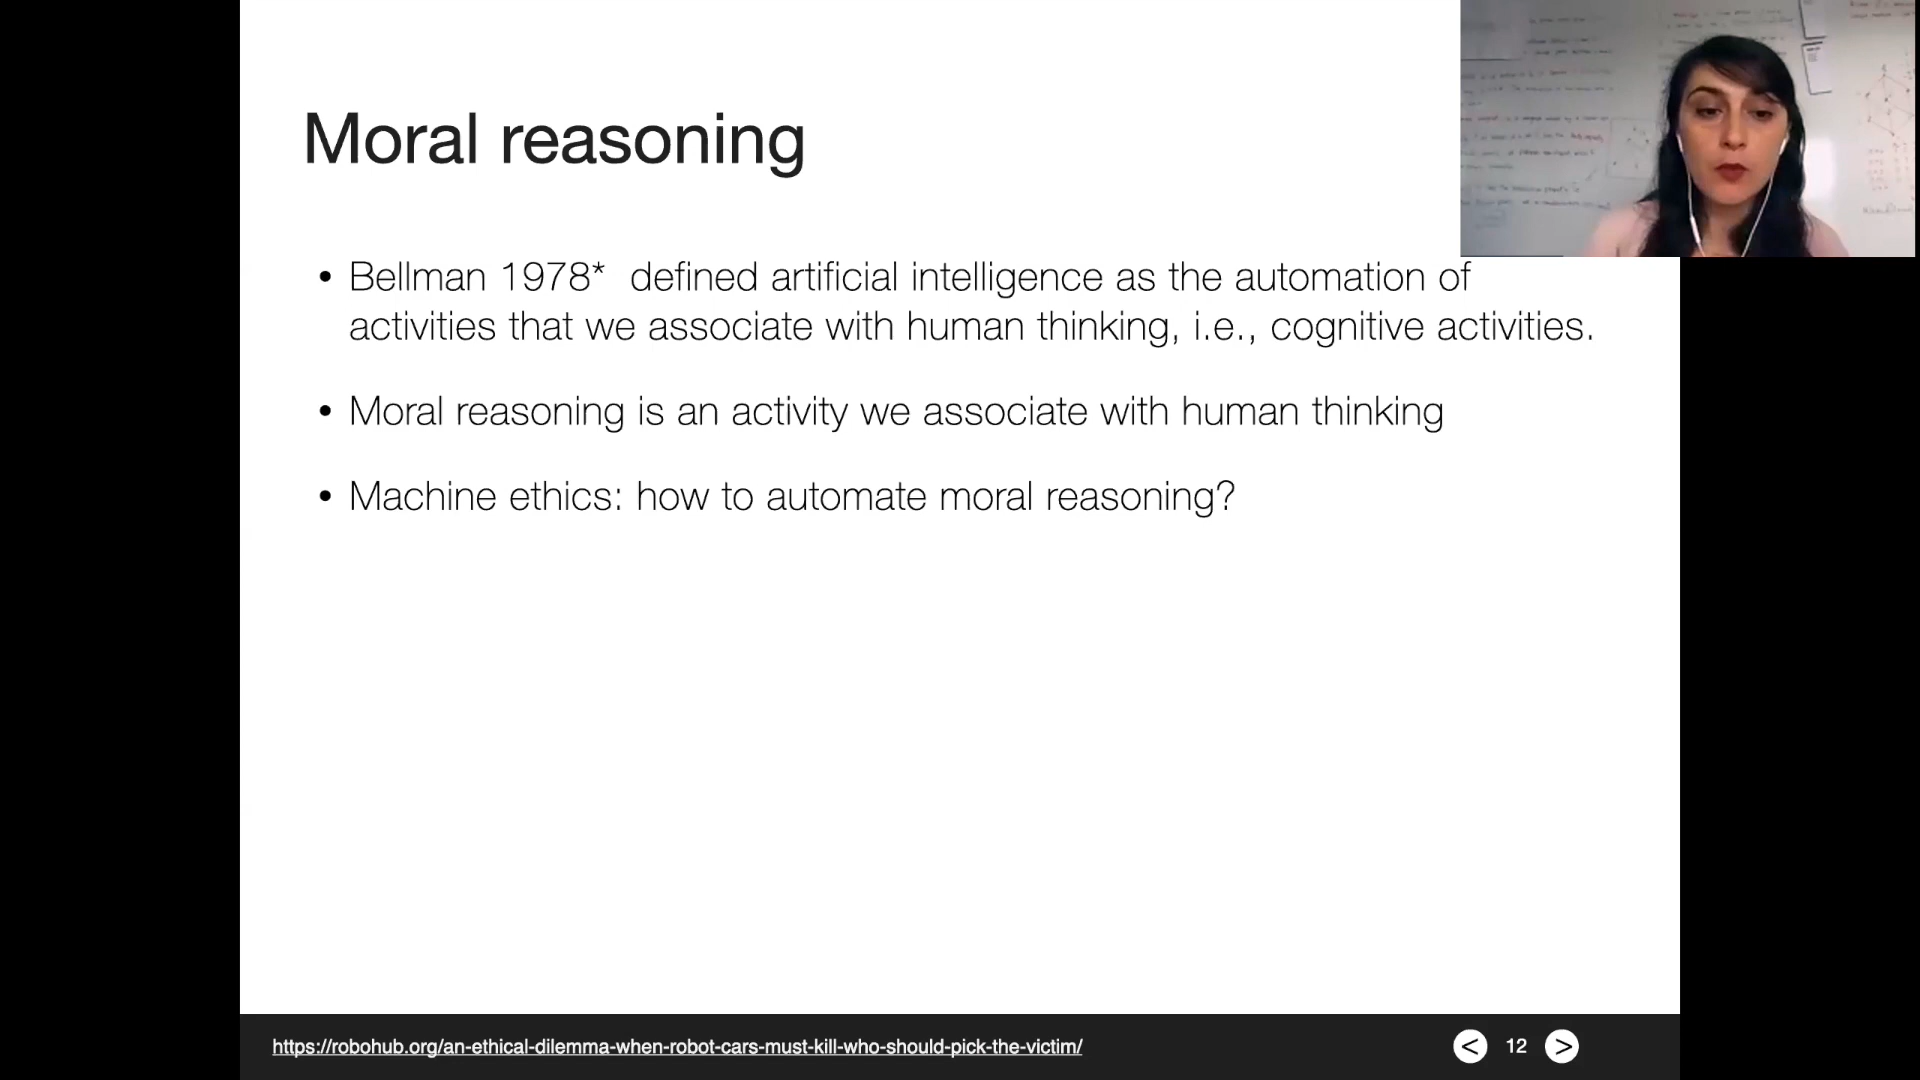 Moral reasoning
• Bellman 1978*  defined artificial intelligence as the automation of
activities that we associate with human thinking, i.e., cognitive activities.
• Moral reasoning is an activity we associate with human thinking
• Machine ethics: how to automate moral reasoning?
https://robohub.org/an-ethical-dilemma-when-robot-cars-must-kill-who-should-pick-the-victim/
< 12 >